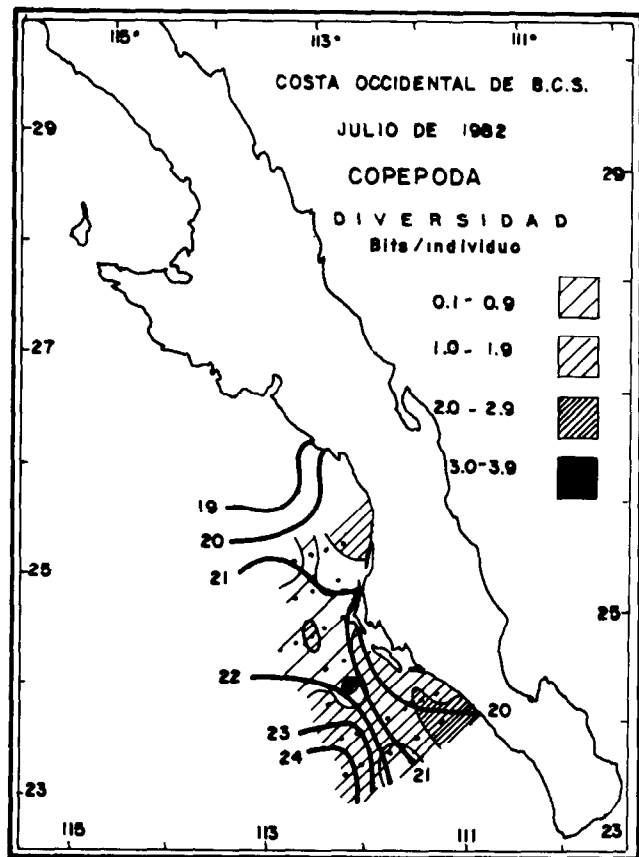 115° 113° 111°
COSTA OCCIDENTAL DE B.C.S.
29
JULIO DE 1982
29
COPEPODA
DIVERSIDAD
Bits/individuo
0.1 - 0.9
27
1.0 - 1.9
2.0 - 2.9
3.0-3.9
19
20
21
25
25
22
20
23
24
21
23
23
115 113 111